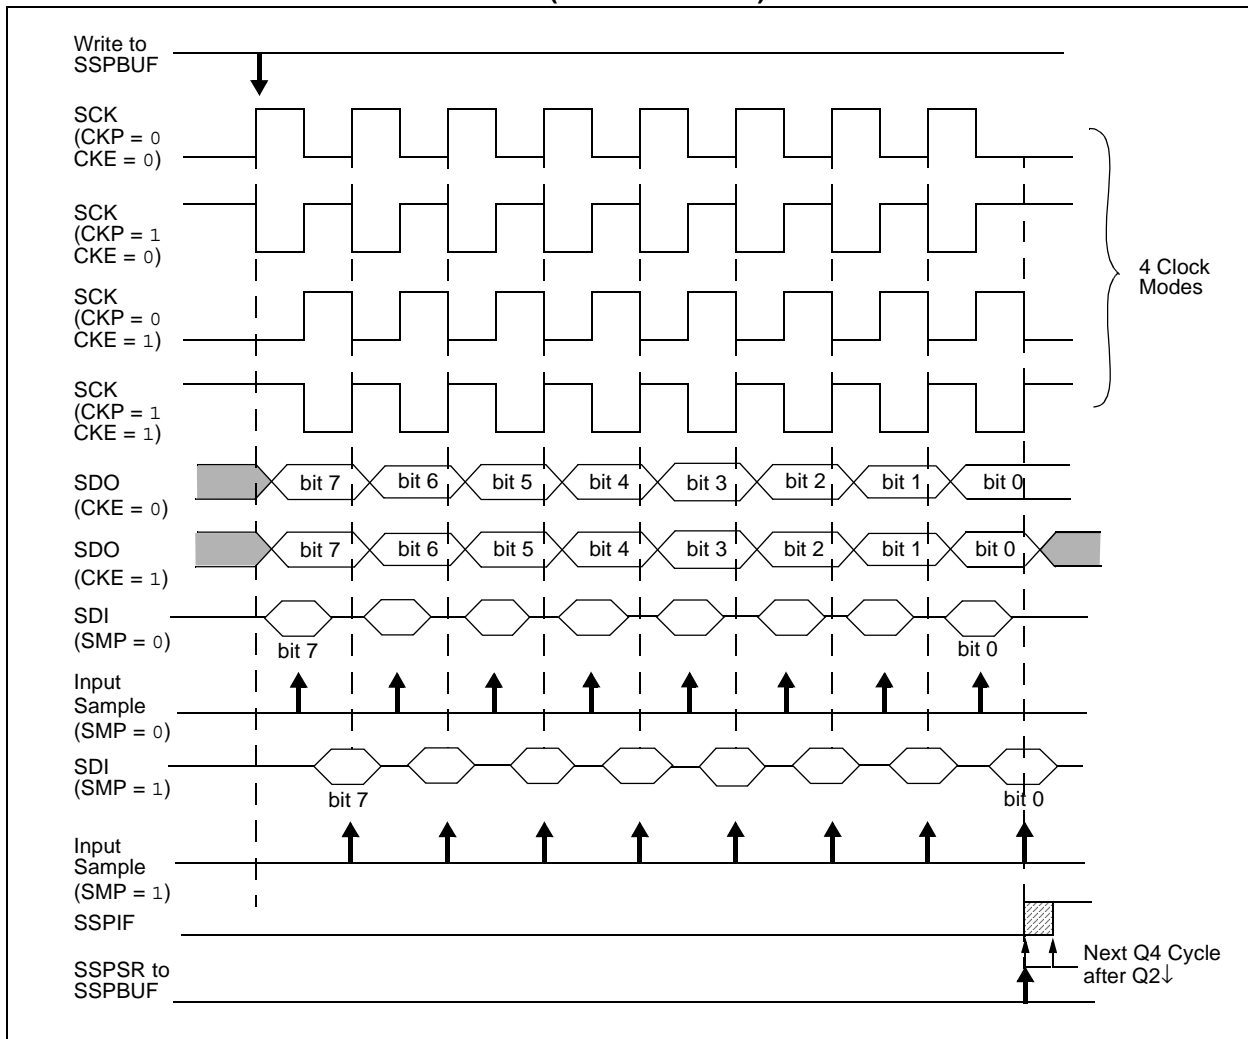 Write to
SSPBUF
SCK
(CKP = 0
CKE = 0)
SCK
(CKP = 1
CKE = 0)
SCK
(CKP = 0
CKE = 1)
SCK
(CKP = 1
CKE = 1)
4 Clock
Modes
SDO
(CKE = 0)
bit 7 bit 6 bit 5 bit 4 bit 3 bit 2 bit 1 bit 0
SDO
(CKE = 1)
bit 7 bit 6 bit 5 bit 4 bit 3 bit 2 bit 1 bit 0
SDI
(SMP = 0)
bit 7 bit 0
Input
Sample
(SMP = 0)
SDI
(SMP = 1)
bit 7 bit 0
Input
Sample
(SMP = 1)
SSPIF
Next Q4 Cycle
after Q2↓
SSPSR to
SSPBUF